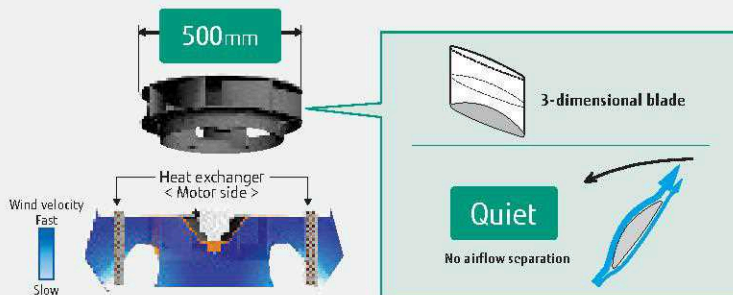 500mm
3-dimensional blade
Heat exchanger
< Motor side >
Wind velocity
Fast
Slow
Quiet
No airflow separation